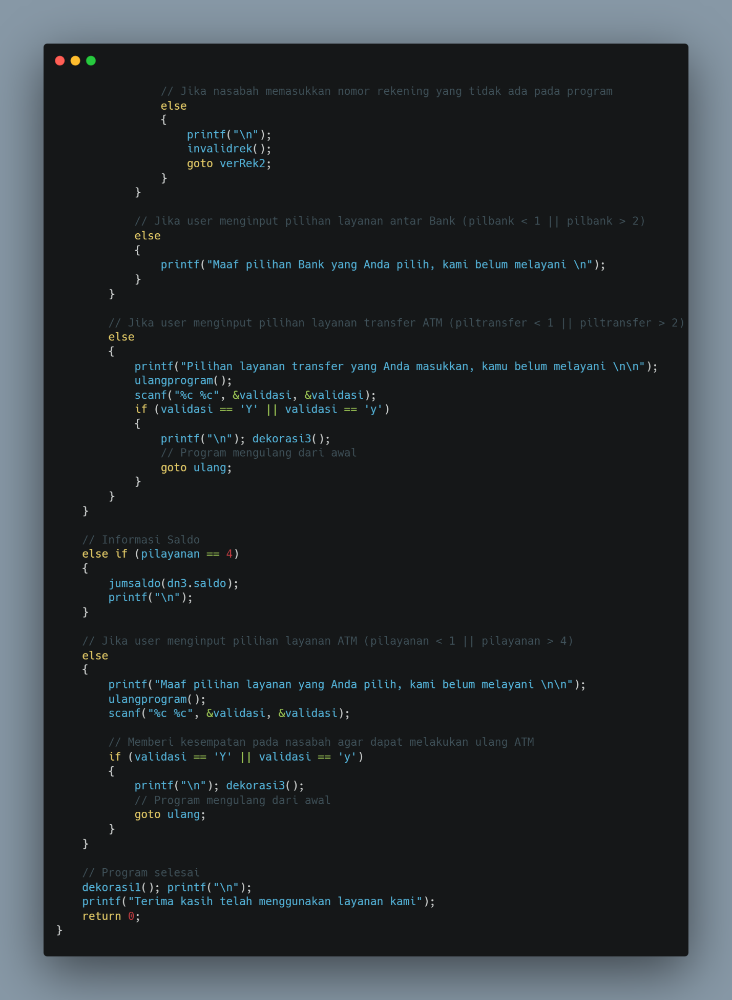 // Jika nasabah memasukkan nomor rekening yang tidak ada pada program
else
{
printf("\n");
invalidrek();
goto verRek2;
}
}
// Jika user menginput pilihan layanan antar Bank (pilbank < 1 || pilbank > 2)
else
{
printf("Maaf pilihan Bank yang Anda pilih, kami belum melayani \n");
}
}
// Jika user menginput pilihan layanan transfer ATM (piltransfer < 1 || piltransfer > 2)
else
{
printf("Pilihan layanan transfer yang Anda masukkan, kamu belum melayani \n\n");
ulangprogram();
scanf("%c %c", &validasi, &validasi);
if (validasi == 'Y' || validasi == 'y')
{
printf("\n"); dekorasi3();
// Program mengulang dari awal
goto ulang;
}
}
}
// Informasi Saldo
else if (pilayanan == 4)
{
jumsaldo(dn3.saldo);
printf("\n");
}
// Jika user menginput pilihan layanan ATM (pilayanan < 1 || pilayanan > 4)
else
{
printf("Maaf pilihan layanan yang Anda pilih, kami belum melayani \n\n");
ulangprogram();
scanf("%c %c", &validasi, &validasi);
// Memberi kesempatan pada nasabah agar dapat melakukan ulang ATM
if (validasi == 'Y' || validasi == 'y')
{
printf("\n"); dekorasi3();
// Program mengulang dari awal
goto ulang;
}
}
// Program selesai
dekorasi1(); printf("\n");
printf("Terima kasih telah menggunakan layanan kami");
return 0;
}